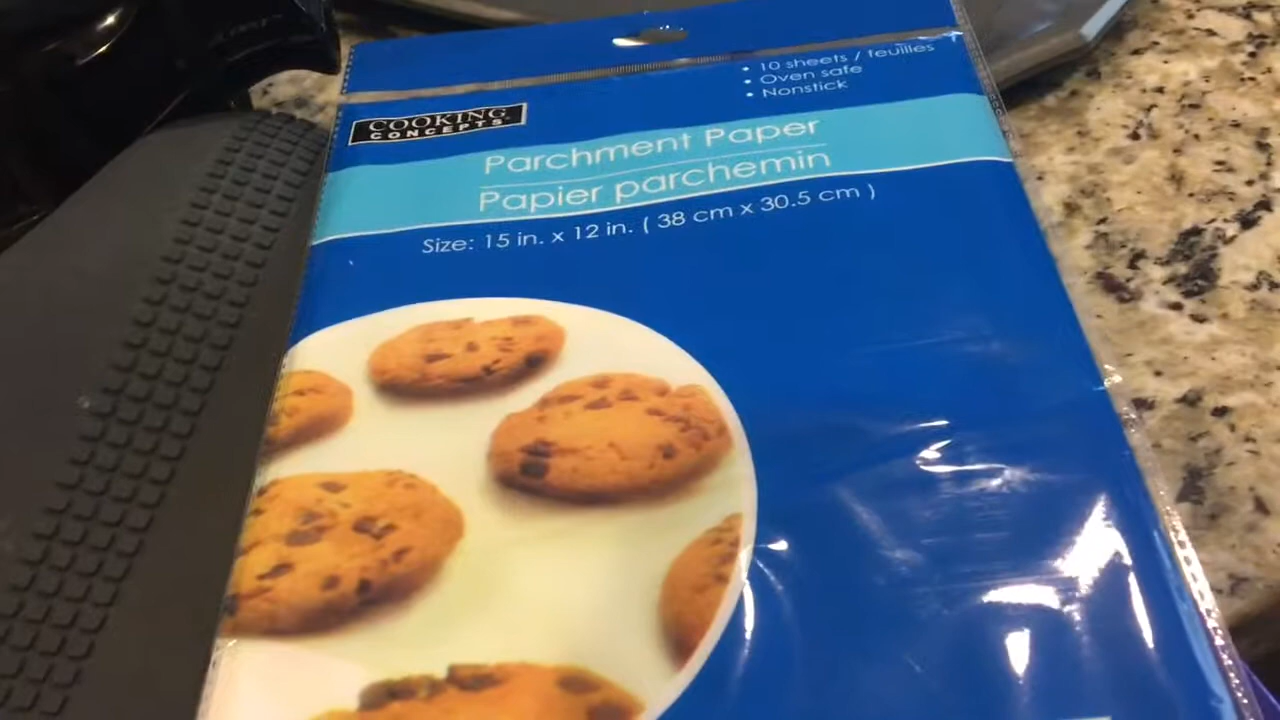 • 10 sheets / feuilles
• Oven safe
• Nonstick
COOKING
CONCEPTS®
Parchment Paper
Papier parchemin
Size: 15 in. x 12 in. ( 38 cm x 30.5 cm )